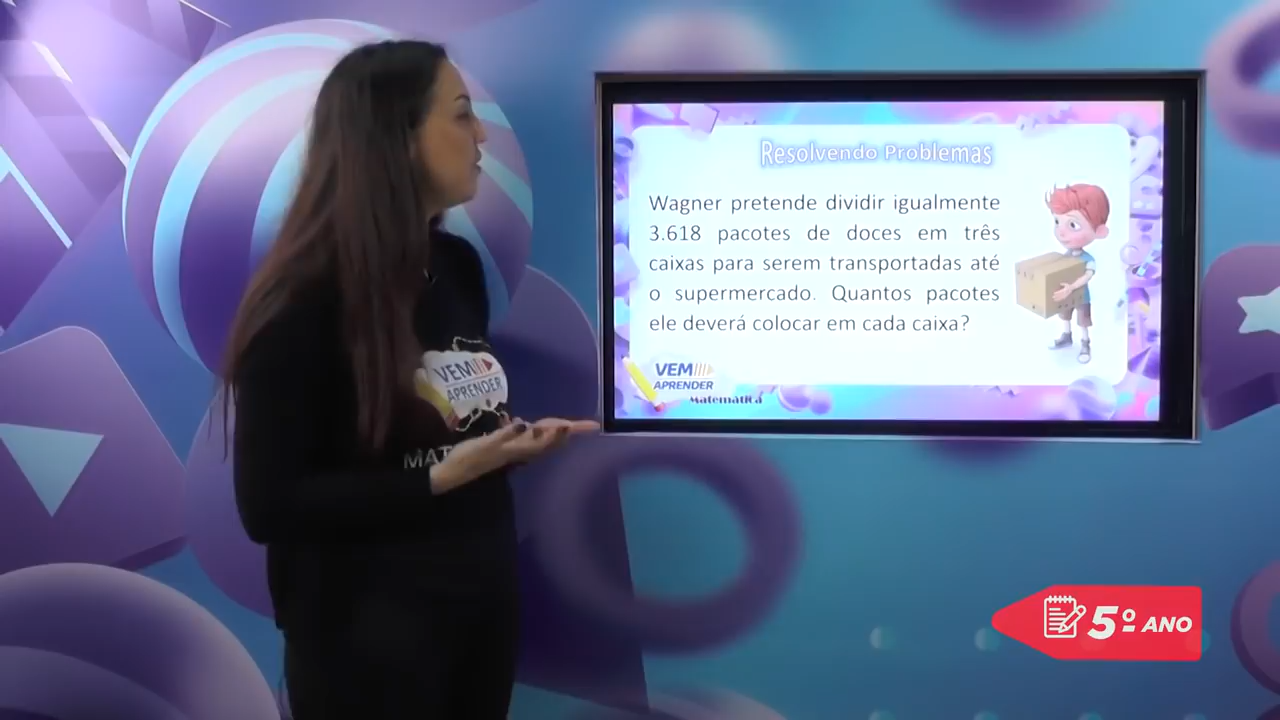 Resolvendo Problemas
Wagner pretende dividir igualmente
3.618 pacotes de doces em três
caixas para serem transportadas até
o supermercado. Quantos pacotes
ele deverá colocar em cada caixa?
VEM
APRENDER
Matemática
VEM
APRENDER
5º ANO